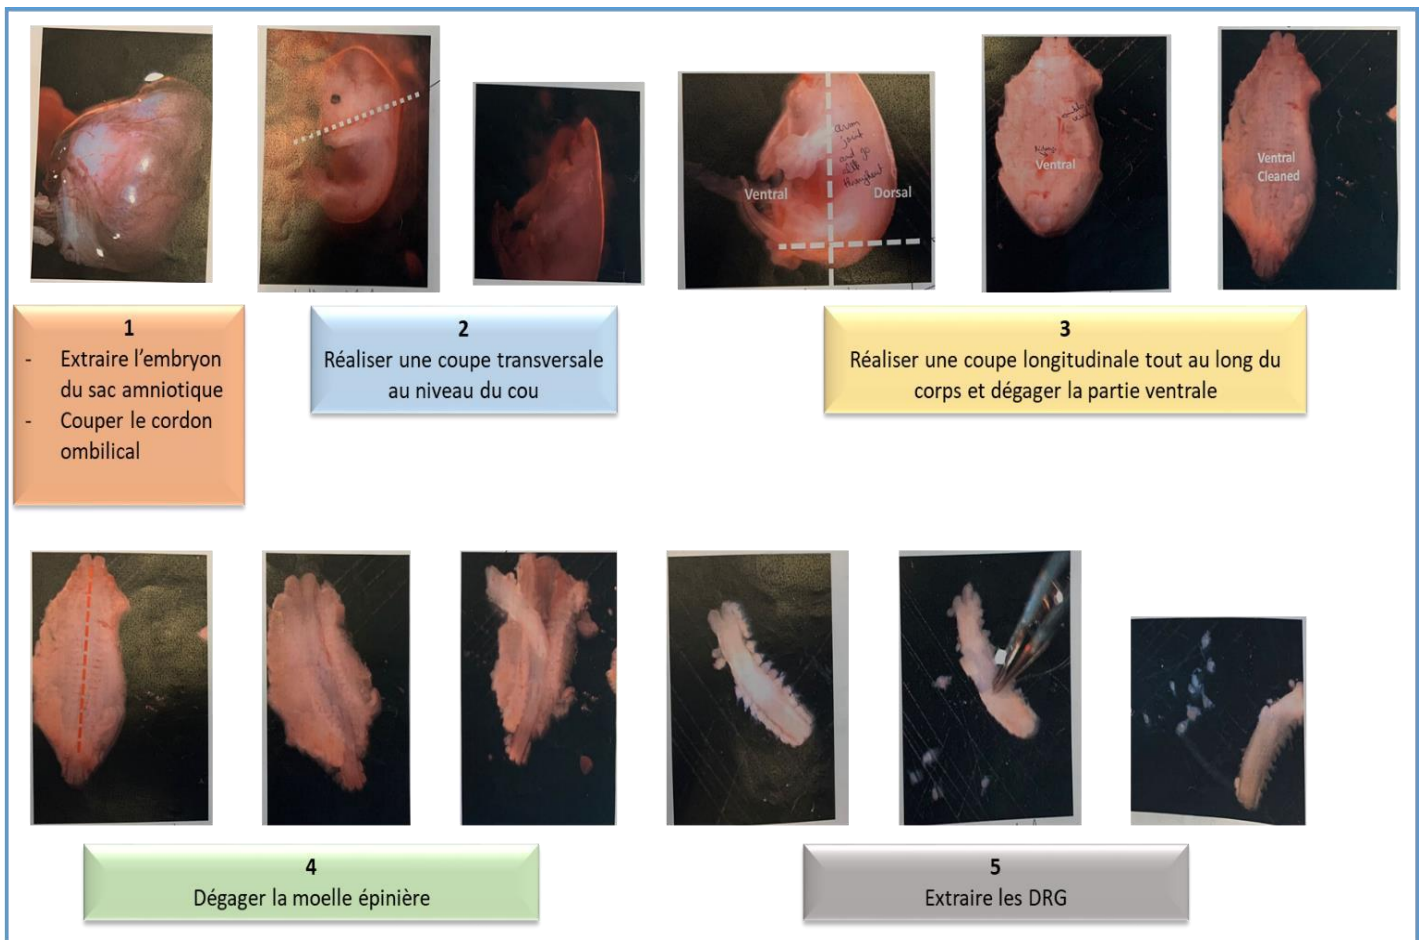 Ventral
Dorsal
Ventral
Ventral
Cleaned
1
- Extraire l'embryon
du sac amniotique
- Couper le cordon
ombilical
2
Réaliser une coupe transversale
au niveau du cou
3
Réaliser une coupe longitudinale tout au long du
corps et dégager la partie ventrale
4
Dégager la moelle épinière
5
Extraire les DRG